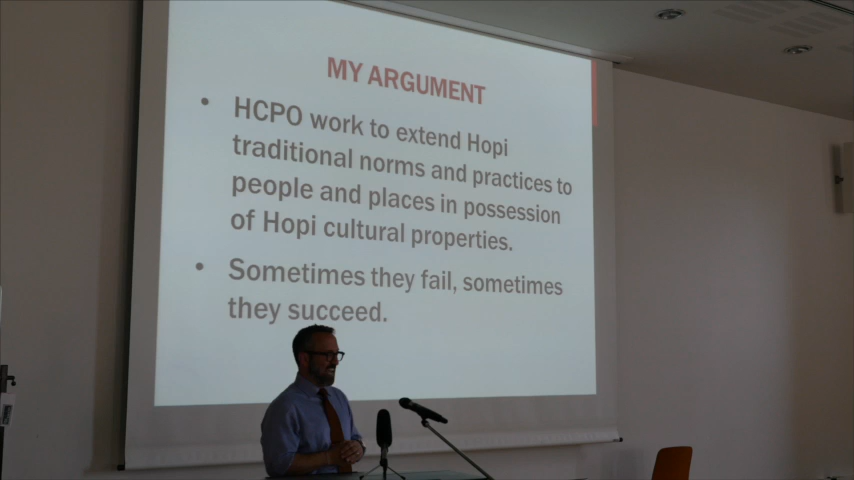 MY ARGUMENT
• HCPO work to extend Hopi
traditional norms and practices to
people and places in possession
of Hopi cultural properties.
• Sometimes they fail, sometimes
they succeed.